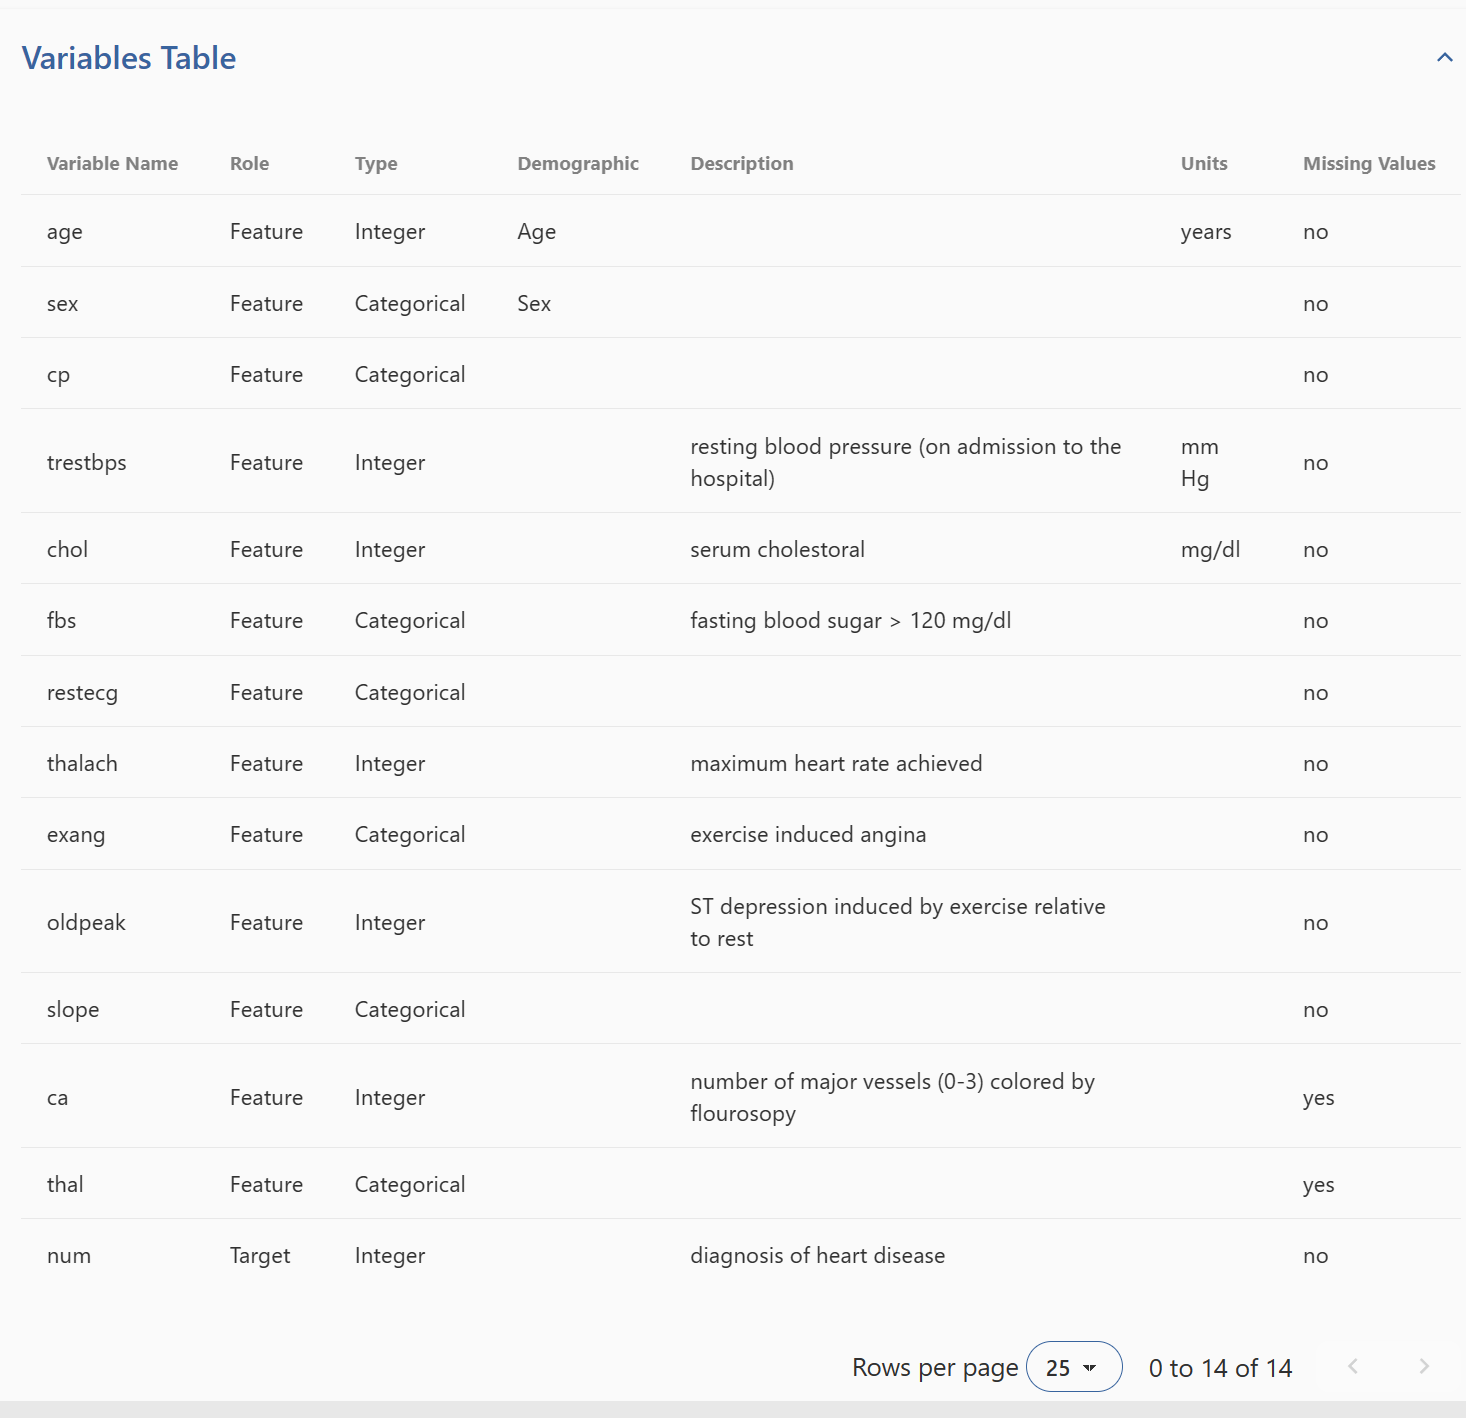 Variables Table
Variable Name Role Type Demographic Description Units Missing Values
age Feature Integer Age years no
sex Feature Categorical Sex no
cp Feature Categorical no
trestbps Feature Integer resting blood pressure (on admission to the hospital) mm Hg no
chol Feature Integer serum cholestoral mg/dl no
fbs Feature Categorical fasting blood sugar > 120 mg/dl no
restecg Feature Categorical no
thalach Feature Integer maximum heart rate achieved no
exang Feature Categorical exercise induced angina no
oldpeak Feature Integer ST depression induced by exercise relative to rest no
slope Feature Categorical no
ca Feature Integer number of major vessels (0-3) colored by flourosopy yes
thal Feature Categorical yes
num Target Integer diagnosis of heart disease no
Rows per page 25 0 to 14 of 14